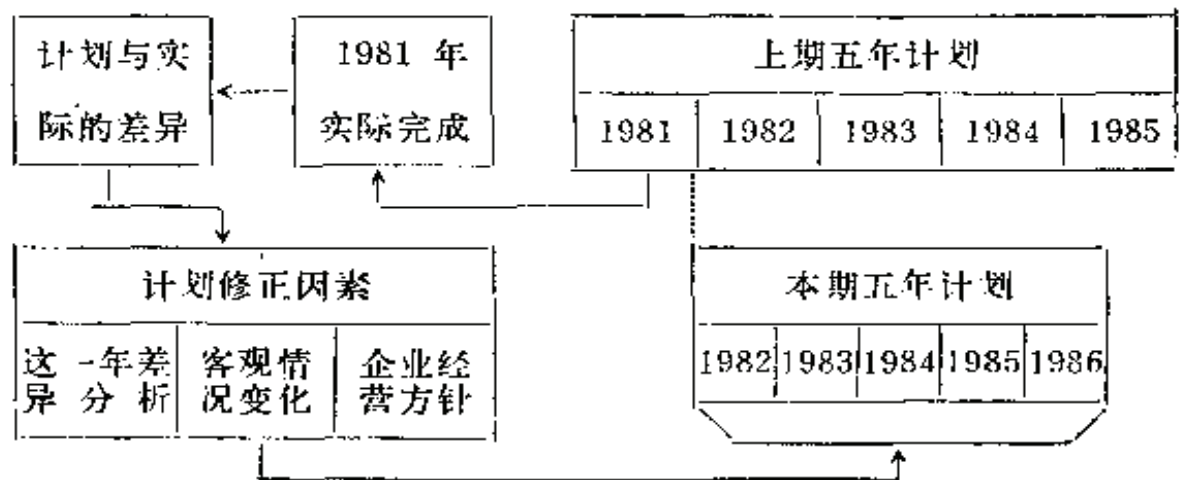 计划与实
际的差异
1981 年
实际完成
上期五年计划
1981 1982 1983 1984 1985
计划修正因素
这一年差
异 分 析
客观情
况变化
企业经
营方针
本期五年计划
1982 1983 1984 1985 1986